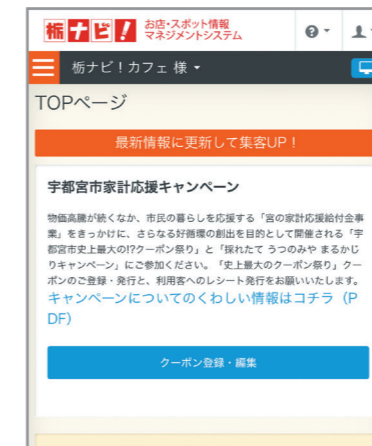 栃ナビ! お店・スポット情報
マネジメントシステム
栃ナビ!カフェ 様
TOPページ
最新情報に更新して集客UP!
宇都宮市家計応援キャンペーン
物価高騰が続くなか、市民の暮らしを応援する「宮の家計応援給付金事
業」をきっかけに、さらなる好循環の創出を目的として開催される「宇
都宮市史上最大の!?クーポン祭り」と「採れたて うつのみや まるかじ
りキャンペーン」にご参加ください。「史上最大のクーポン祭り」クー
ポンのご登録・発行と、利用客へのレシート発行をお願いいたします。
キャンペーンについてのくわしい情報はコチラ(P
DF)
クーポン登録・編集